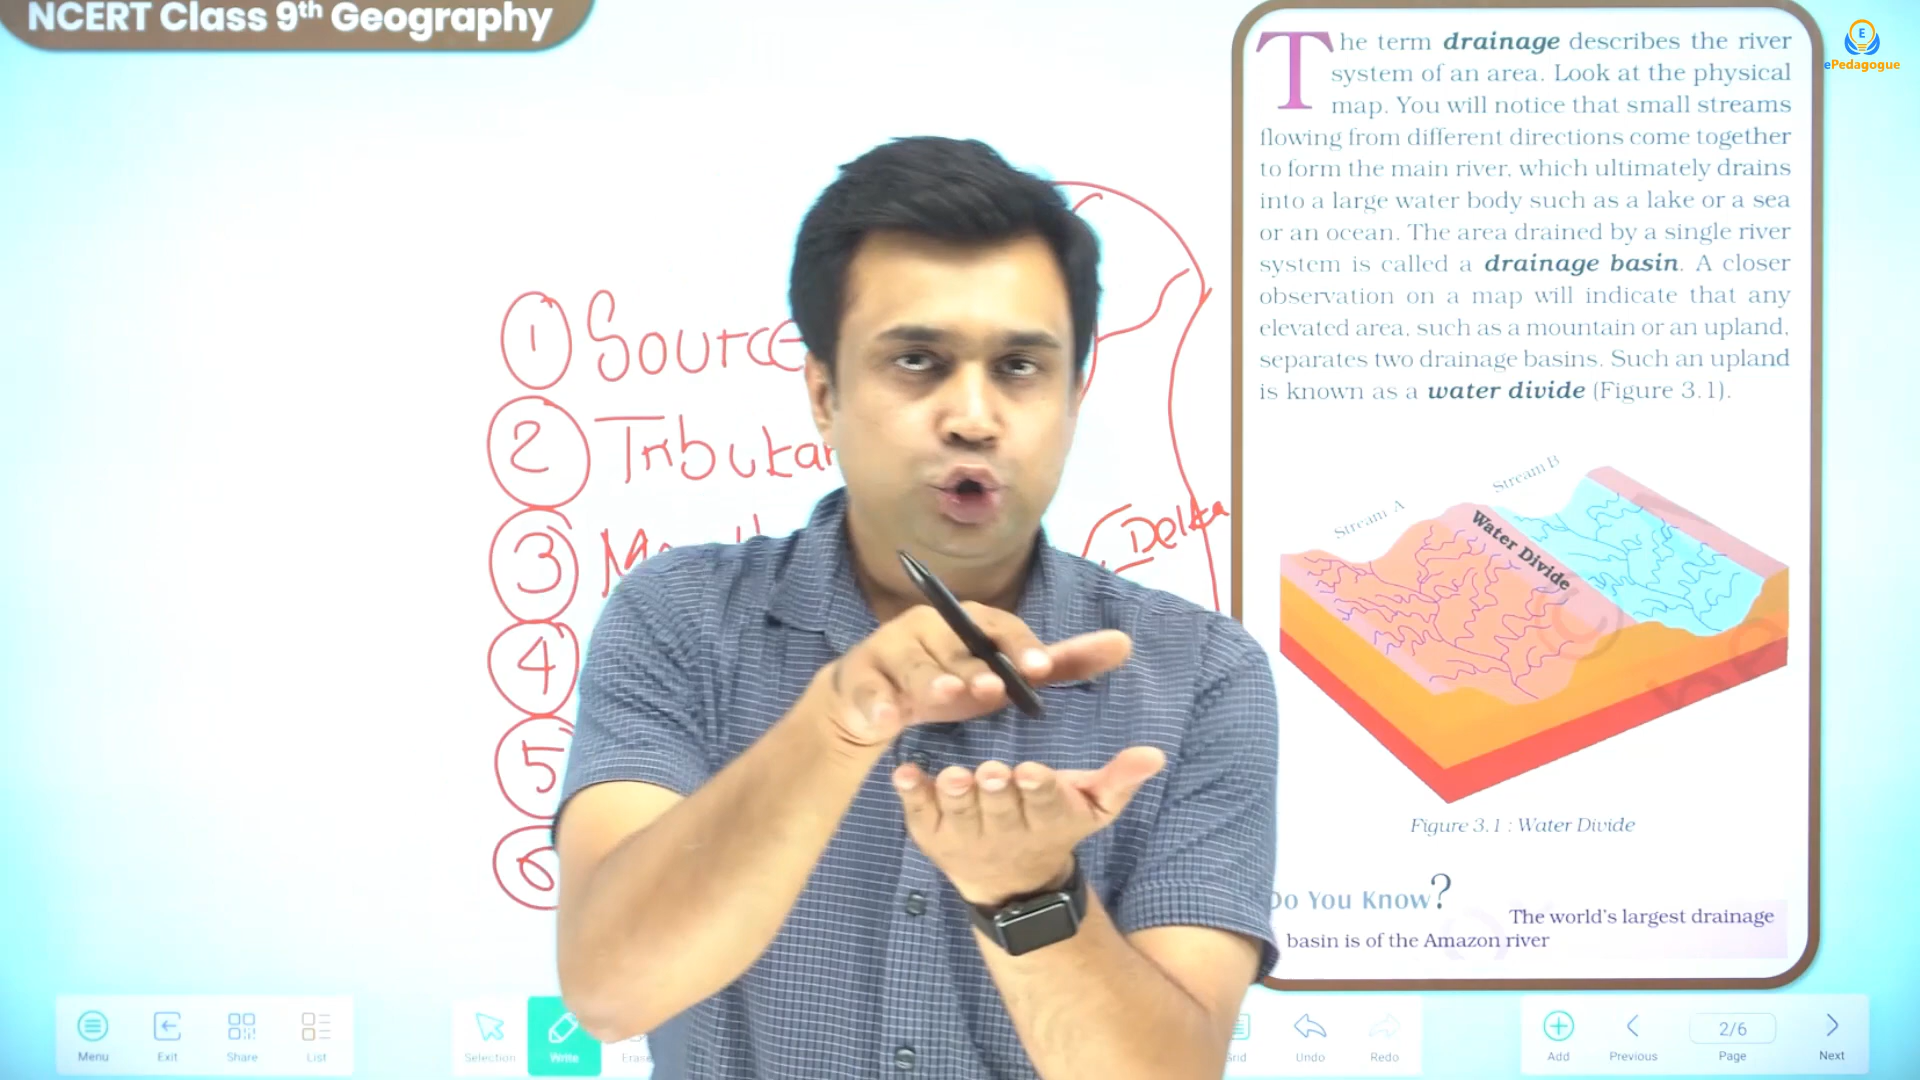 NCERT Class 9th Geography
E
ePedagogue
The term drainage describes the river
system of an area. Look at the physical
map. You will notice that small streams
flowing from different directions come together
to form the main river, which ultimately drains
into a large water body such as a lake or a sea
or an ocean. The area drained by a single river
system is called a drainage basin. A closer
observation on a map will indicate that any
elevated area, such as a mountain or an upland,
separates two drainage basins. Such an upland
is known as a water divide (Figure 3.1).
Stream A
Stream B
Water Divide
Figure 3.1 : Water Divide
Do You Know?
The world's largest drainage
basin is of the Amazon river
1 Source
2 Tributar
3
Delta
4
5
6
Menu
Exit
Share
List
Selection
Write
Erase
Grid
Undo
Redo
Add
Previous
2/6
Page
Next